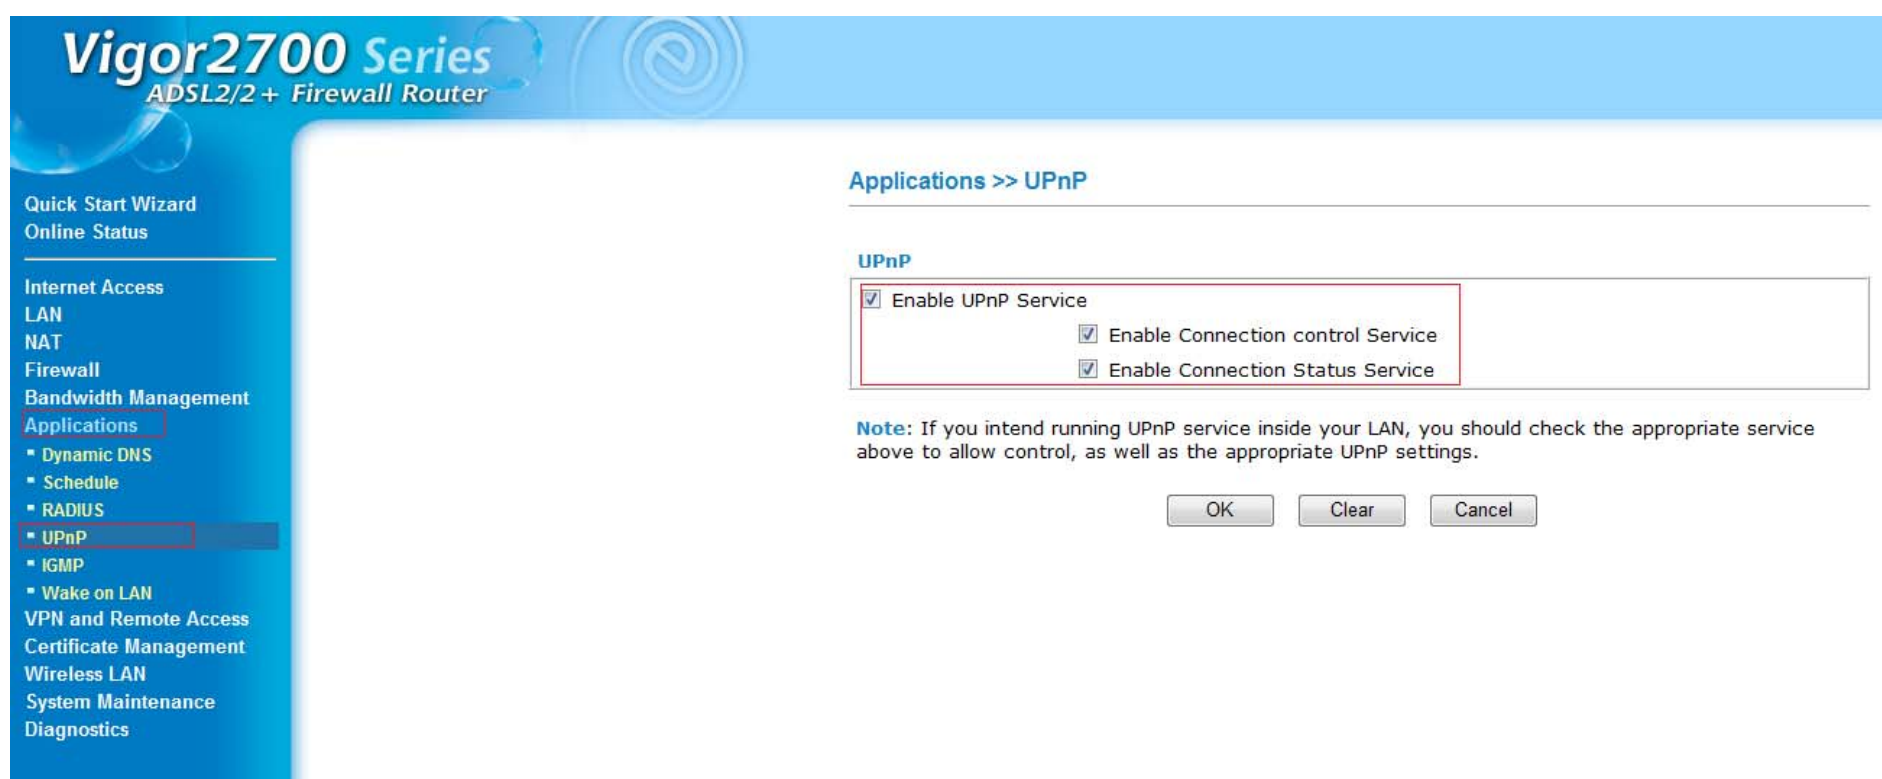 Vigor2700 Series
ADSL2/2+ Firewall Router
Quick Start Wizard
Online Status
Internet Access
LAN
NAT
Firewall
Bandwidth Management
Applications
Dynamic DNS
Schedule
RADIUS
UPnP
IGMP
Wake on LAN
VPN and Remote Access
Certificate Management
Wireless LAN
System Maintenance
Diagnostics
Applications >> UPnP
UPnP
Enable UPnP Service
Enable Connection control Service
Enable Connection Status Service
Note: If you intend running UPnP service inside your LAN, you should check the appropriate service
above to allow control, as well as the appropriate UPnP settings.
OK Clear Cancel